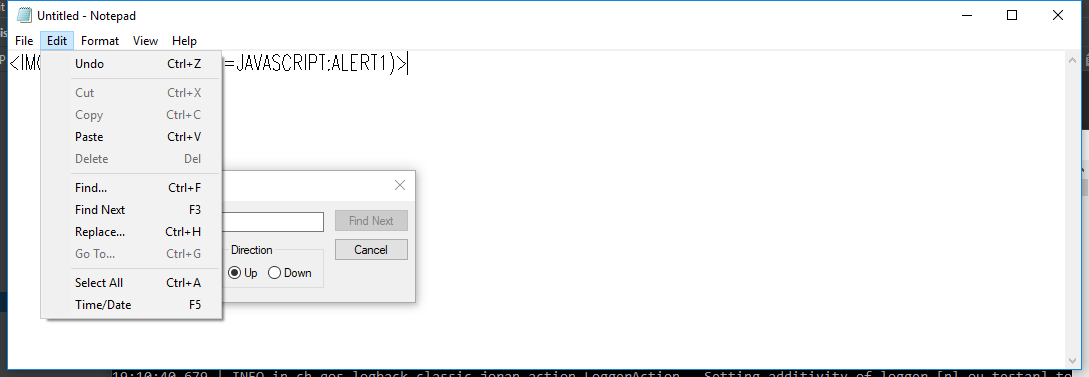 Untitled - Notepad
File Edit Format View Help
<IM
=JAVASCRIPT:ALERT1)>
Undo Ctrl+Z
Cut Ctrl+X
Copy Ctrl+C
Paste Ctrl+V
Delete Del
Find... Ctrl+F
Find Next F3
Replace... Ctrl+H
Go To... Ctrl+G
Select All Ctrl+A
Time/Date F5
Find Next
Direction
Cancel
Up Down
19:10:40,679 | INFO in ch.qos.logback.classic.joran.action.LoggerAction - Setting additivity of logger